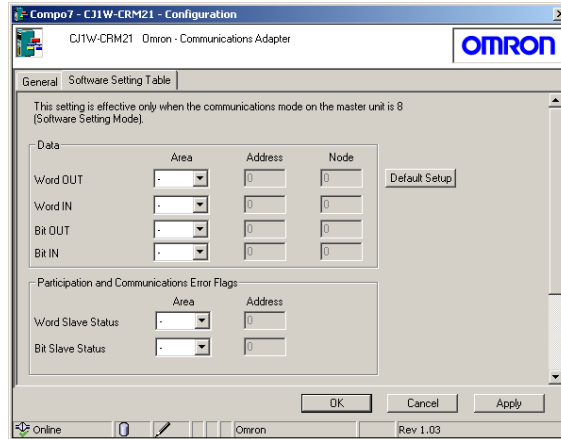 Compo7 - CJ1W-CRM21 - Configuration
CJ1W-CRM21 Omron - Communications Adapter
OMRON
General Software Setting Table
This setting is effective only when the communications mode on the master unit is 8
(Software Setting Mode).
Data
Area Address Node
Word OUT - 0 0 Default Setup
Word IN - 0 0
Bit OUT - 0 0
Bit IN - 0 0
Participation and Communications Error Flags
Area Address
Word Slave Status - 0
Bit Slave Status - 0
OK Cancel Apply
Online Omron Rev 1.03